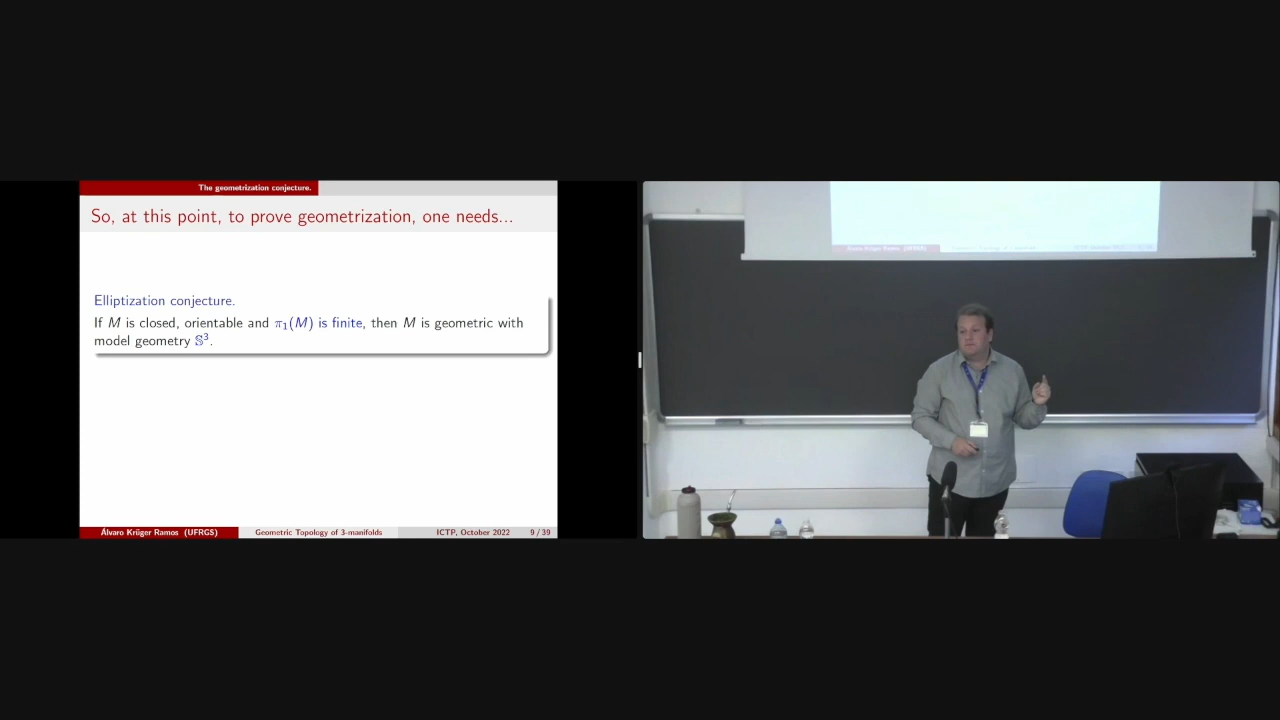 The geometrization conjecture.
So, at this point, to prove geometrization, one needs...
Elliptization conjecture.
If M is closed, orientable and π₁(M) is finite, then M is geometric with
model geometry 𝕊³.
Álvaro Krüger Ramos (UFRGS) Geometric Topology of 3-manifolds ICTP, October 2022 9 / 39